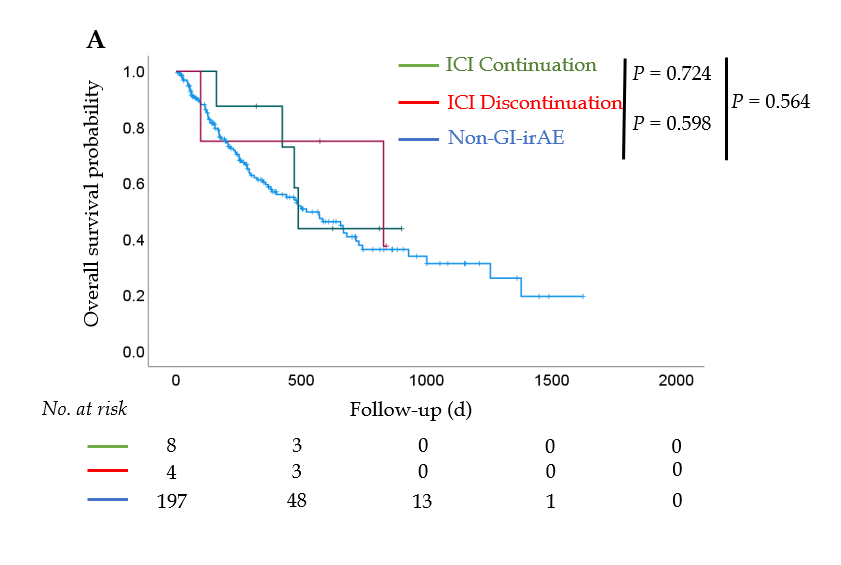 A
Overall survival probability
1.0
0.8
0.6
0.4
0.2
0.0
ICI Continuation
ICI Discontinuation
Non-GI-irAE
P = 0.724
P = 0.598
P = 0.564
0 500 1000 1500 2000
Follow-up (d)
No. at risk
8 3 0 0 0
4 3 0 0 0
197 48 13 1 0